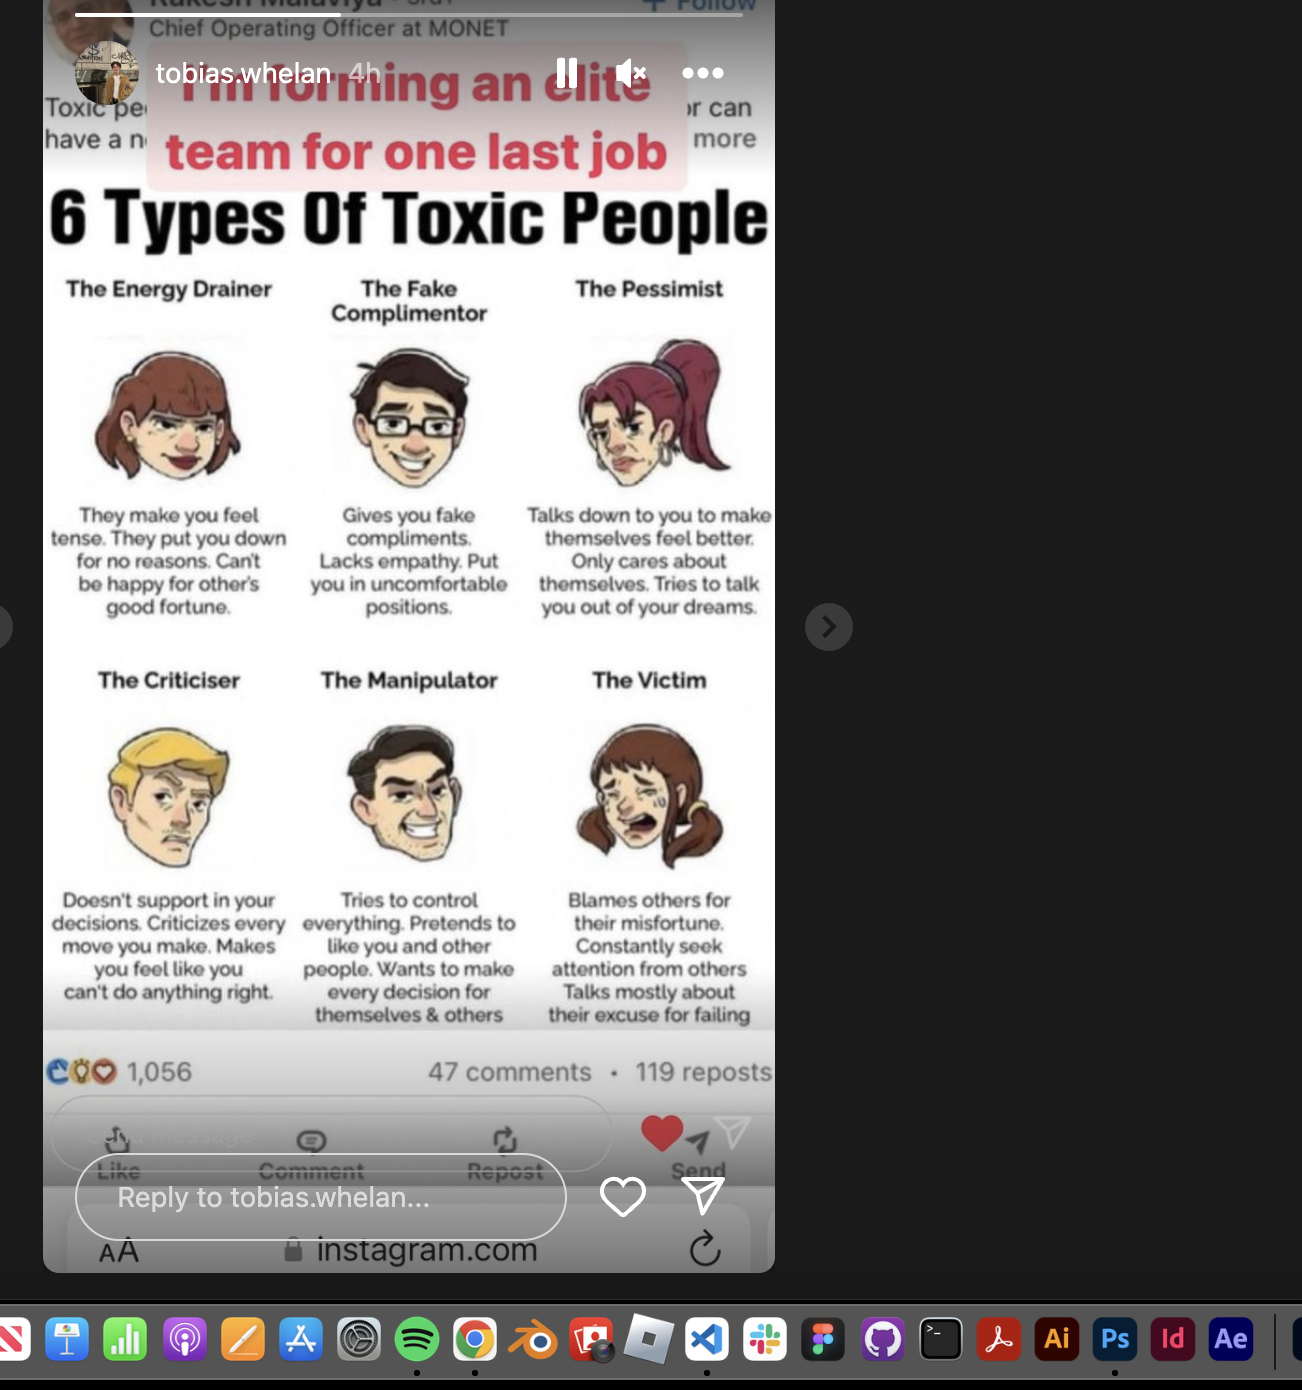 Rakesh Malaviya • 3rd+
+ Follow
Chief Operating Officer at MONET
tobias.whelan 4h
I'm forming an elite
team for one last job
Toxic pe
or can
have a n
more
6 Types Of Toxic People
The Energy Drainer
They make you feel
tense. They put you down
for no reasons. Can't
be happy for other's
good fortune.
The Fake
Complimentor
Gives you fake
compliments.
Lacks empathy. Put
you in uncomfortable
positions.
The Pessimist
Talks down to you to make
themselves feel better.
Only cares about
themselves. Tries to talk
you out of your dreams.
The Criticiser
Doesn't support in your
decisions. Criticizes every
move you make. Makes
you feel like you
can't do anything right.
The Manipulator
Tries to control
everything. Pretends to
like you and other
people. Wants to make
every decision for
themselves & others
The Victim
Blames others for
their misfortune.
Constantly seek
attention from others
Talks mostly about
their excuse for failing
1,056
47 comments • 119 reposts
Send message
Like
Comment
Repost
Send
Reply to tobias.whelan...
AA
instagram.com
>_
Ai
Ps
Id
Ae